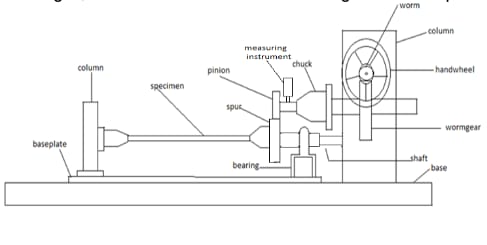 worm
column
measuring
instrument
chuck
column
pinion
handwheel
specimen
spur
wormgear
baseplate
bearing
shaft
base